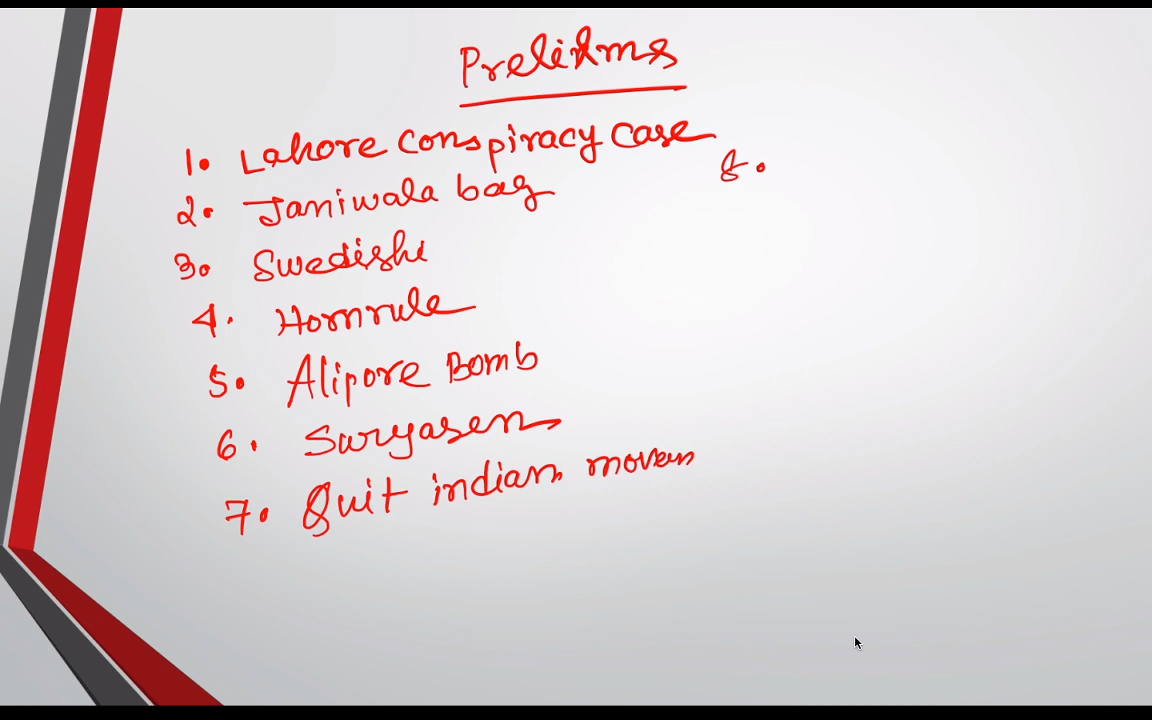 Prelims
1. Lahore Conspiracy Case
2. Janiwala bag
3. Swedishi
4. Homrule
5. Alipore Bomb
6. Suryasen
7. Quit indian movem
8.